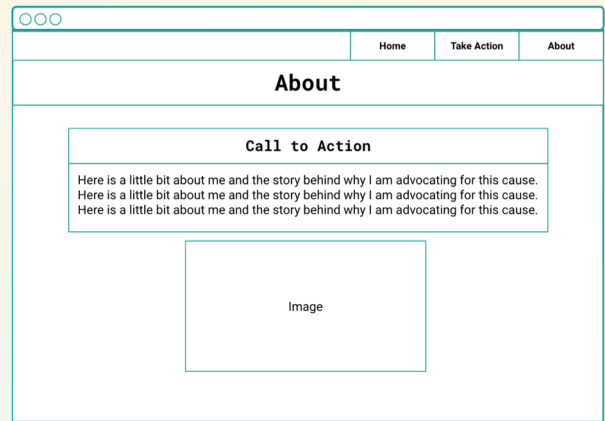 Home
Take Action
About
About
Call to Action
Here is a little bit about me and the story behind why I am advocating for this cause.
Here is a little bit about me and the story behind why I am advocating for this cause.
Here is a little bit about me and the story behind why I am advocating for this cause.
Image